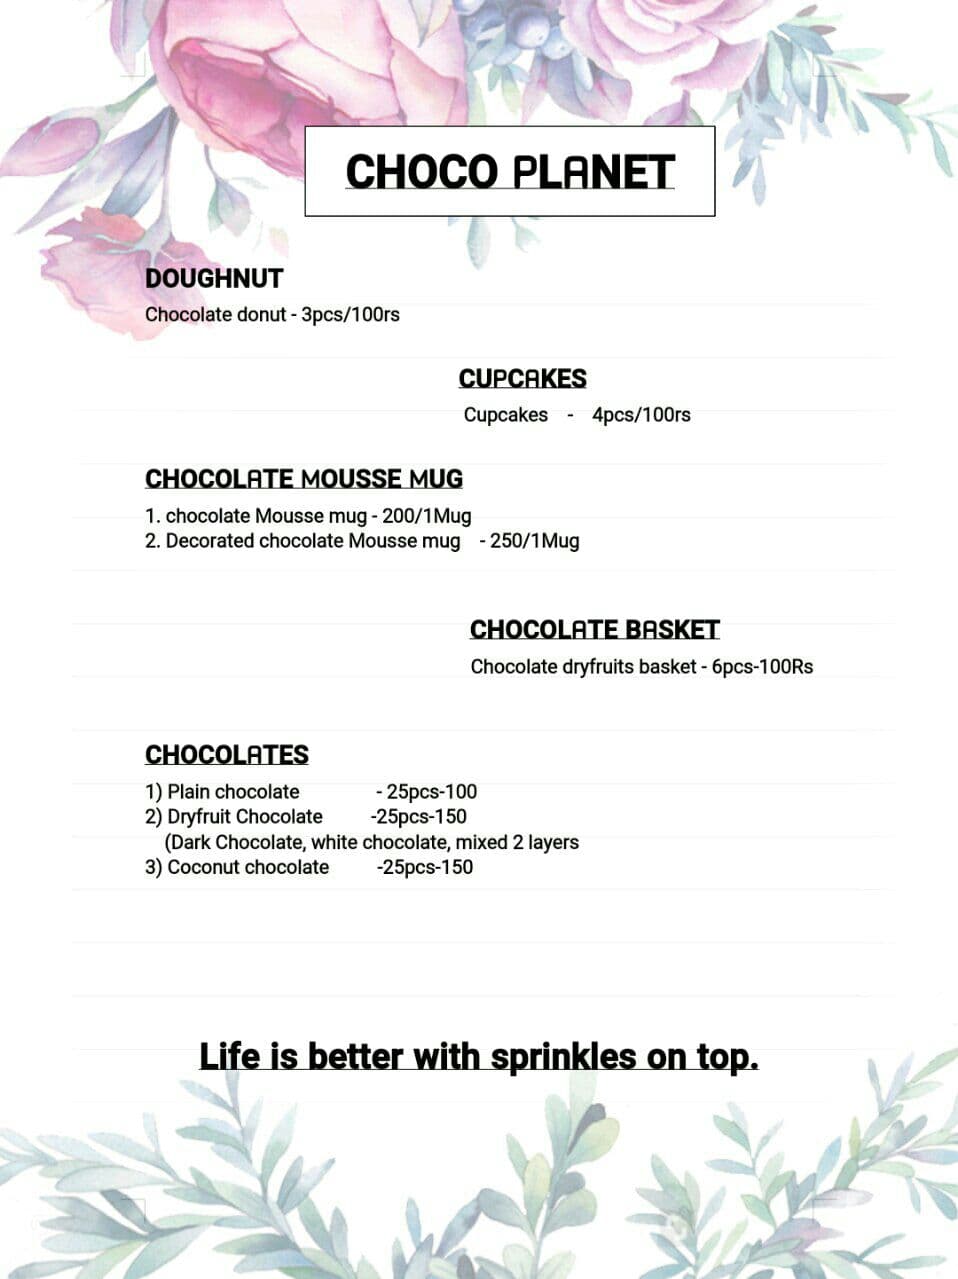 CHOCO PLANET
DOUGHNUT
Chocolate donut - 3pcs/100rs
CUPCAKES
Cupcakes - 4pcs/100rs
CHOCOLATE MOUSSE MUG
1. chocolate Mousse mug - 200/1Mug
2. Decorated chocolate Mousse mug - 250/1Mug
CHOCOLATE BASKET
Chocolate dryfruits basket - 6pcs-100Rs
CHOCOLATES
1) Plain chocolate - 25pcs-100
2) Dryfruit Chocolate -25pcs-150
(Dark Chocolate, white chocolate, mixed 2 layers
3) Coconut chocolate -25pcs-150
Life is better with sprinkles on top.